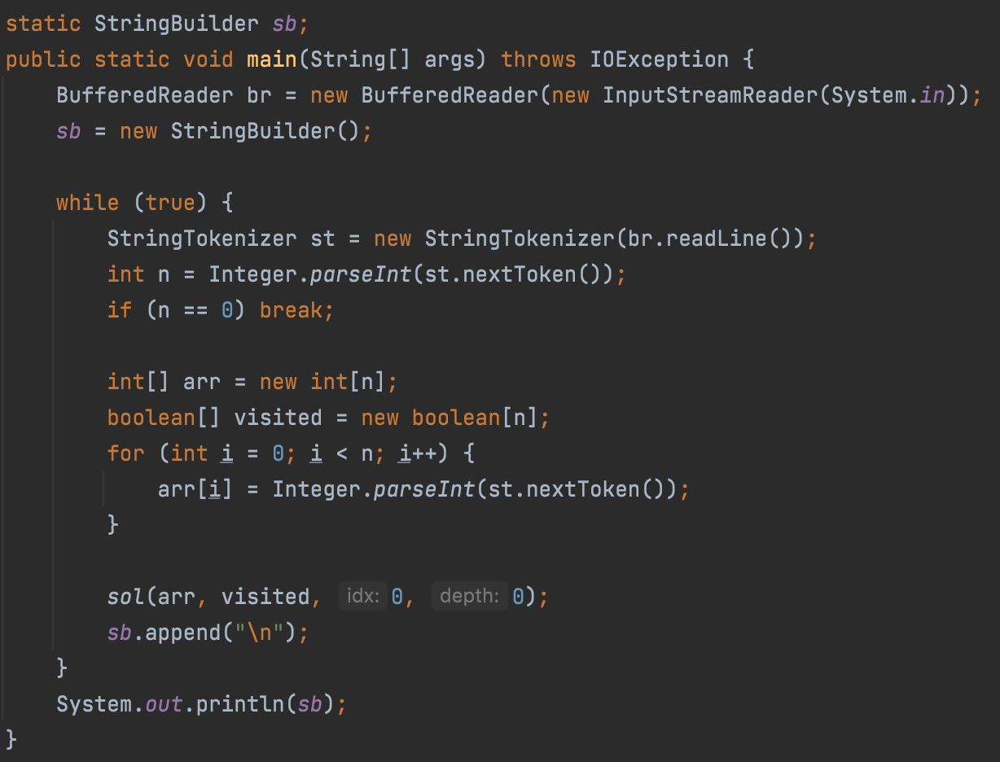 static StringBuilder sb;
public static void main(String[] args) throws IOException {
    BufferedReader br = new BufferedReader(new InputStreamReader(System.in));
    sb = new StringBuilder();

    while (true) {
        StringTokenizer st = new StringTokenizer(br.readLine());
        int n = Integer.parseInt(st.nextToken());
        if (n == 0) break;

        int[] arr = new int[n];
        boolean[] visited = new boolean[n];
        for (int i = 0; i < n; i++) {
            arr[i] = Integer.parseInt(st.nextToken());
        }

        sol(arr, visited, idx: 0, depth: 0);
        sb.append("\n");
    }
    System.out.println(sb);
}